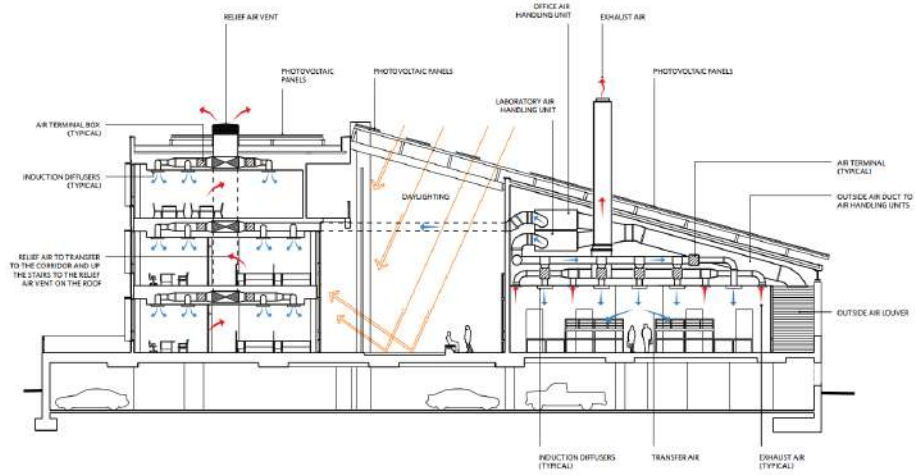 RELIEF AIR VENT
OFFICE AIR
HANDLING UNIT
EXHAUST AIR
PHOTOVOLTAIC
PANELS
PHOTOVOLTAIC PANELS
PHOTOVOLTAIC PANELS
LABORATORY AIR
HANDLING UNIT
AIR TERMINAL BOX
(TYPICAL)
AIR TERMINAL
(TYPICAL)
INDUCTION DIFFUSERS
(TYPICAL)
DAYLIGHTING
OUTSIDE AIR DUCT TO
AIR HANDLING UNITS
RELIEF AIR TO TRANSFER
TO THE CORRIDOR AND UP
THE STAIRS TO THE RELIEF
AIR VENT ON THE ROOF
OUTSIDE AIR LOUVER
INDUCTION DIFFUSERS
(TYPICAL)
TRANSFER AIR
EXHAUST AIR
(TYPICAL)